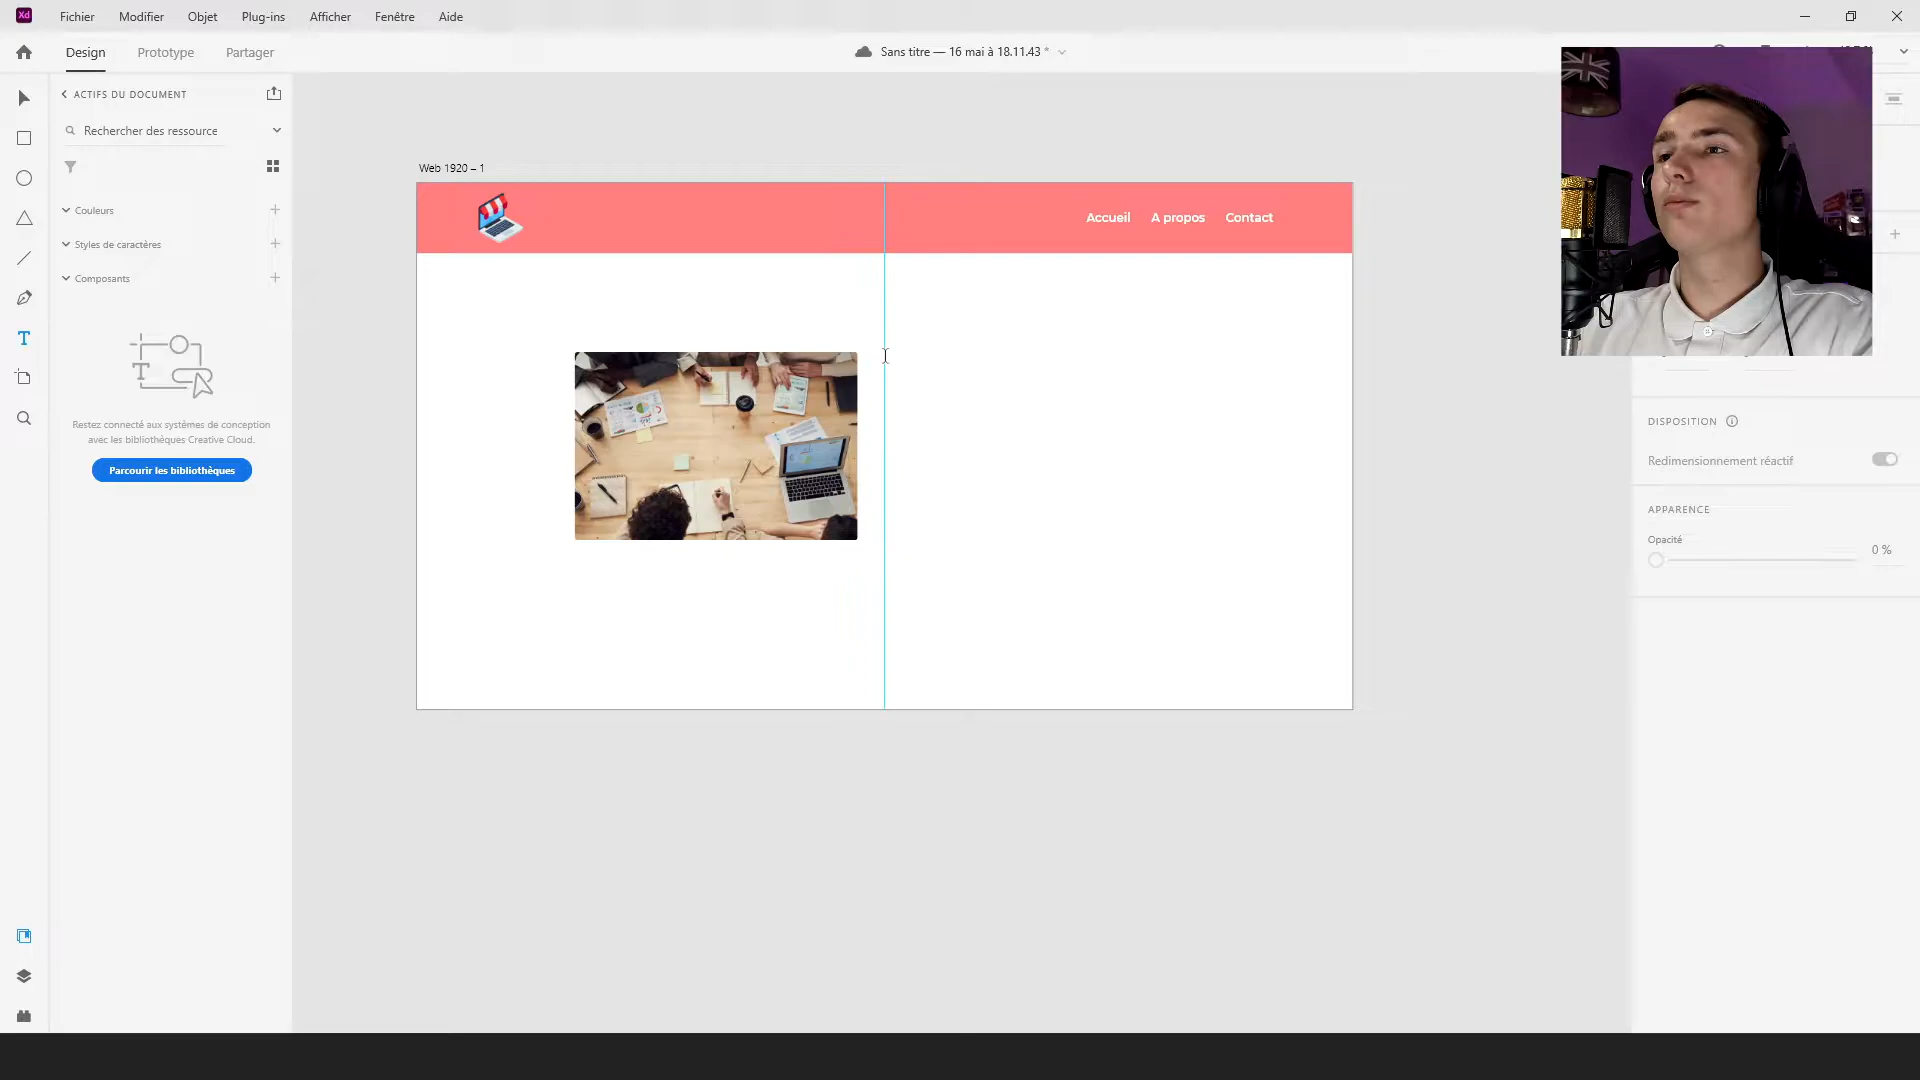 Xd
Fichier Modifier Objet Plug-ins Afficher Fenêtre Aide
Design Prototype Partager
Sans titre — 16 mai à 18.11.43 *
ACTIFS DU DOCUMENT
Rechercher des ressource
Couleurs
Styles de caractères
Composants
Restez connecté aux systèmes de conception
avec les bibliothèques Creative Cloud.
Parcourir les bibliothèques
Web 1920 – 1
Accueil A propos Contact
DISPOSITION
Redimensionnement réactif
APPARENCE
Opacité
0 %